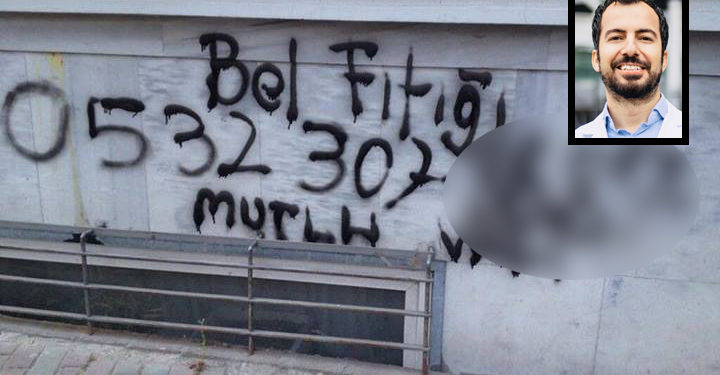 Bel Fıtığı
0532 307
MUTLU